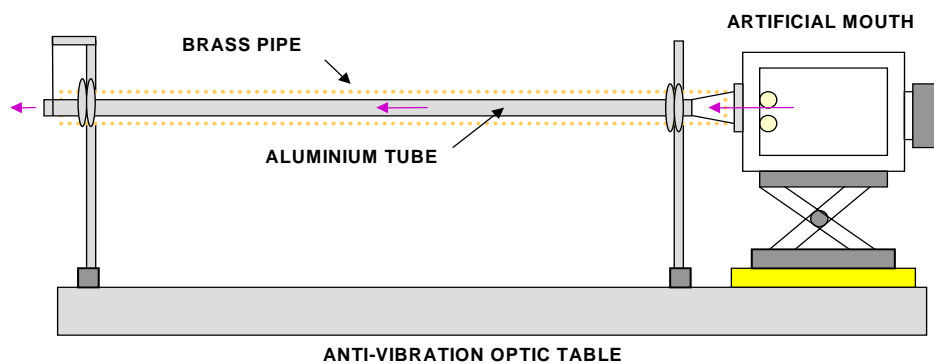 ARTIFICIAL MOUTH
BRASS PIPE
ALUMINIUM TUBE
ANTI-VIBRATION OPTIC TABLE